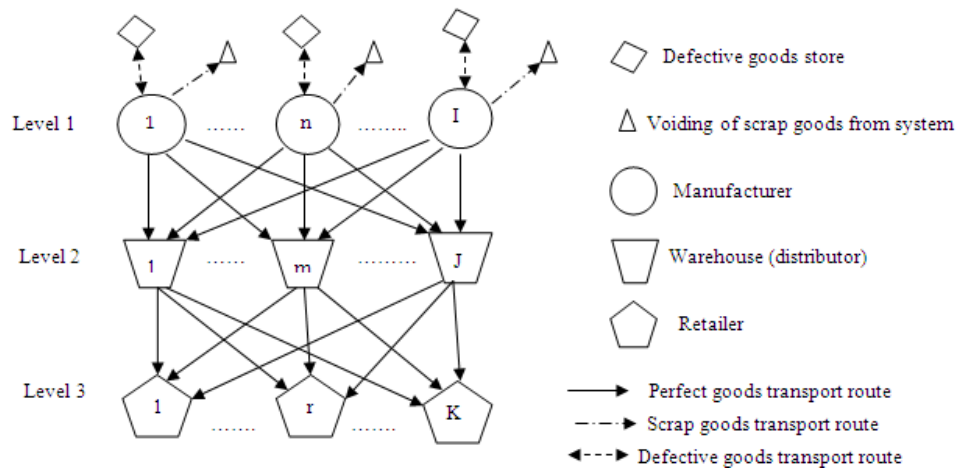 Defective goods store
Level 1
1
......
n
........
I
Voiding of scrap goods from system
Manufacturer
Level 2
1
......
m
.........
J
Warehouse (distributor)
Retailer
Level 3
1
.......
r
.......
K
Perfect goods transport route
Scrap goods transport route
Defective goods transport route